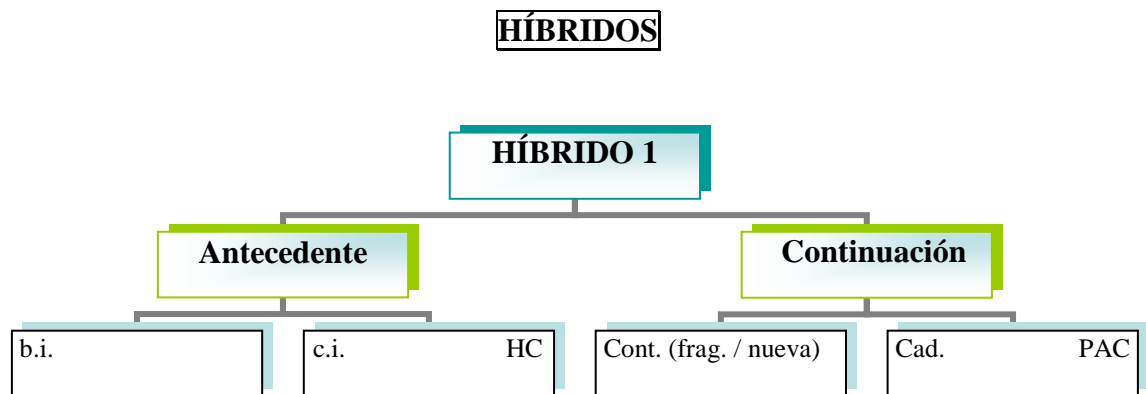 HÍBRIDOS
HÍBRIDO 1
Antecedente
Continuación
b.i.
c.i. HC
Cont. (frag. / nueva)
Cad. PAC